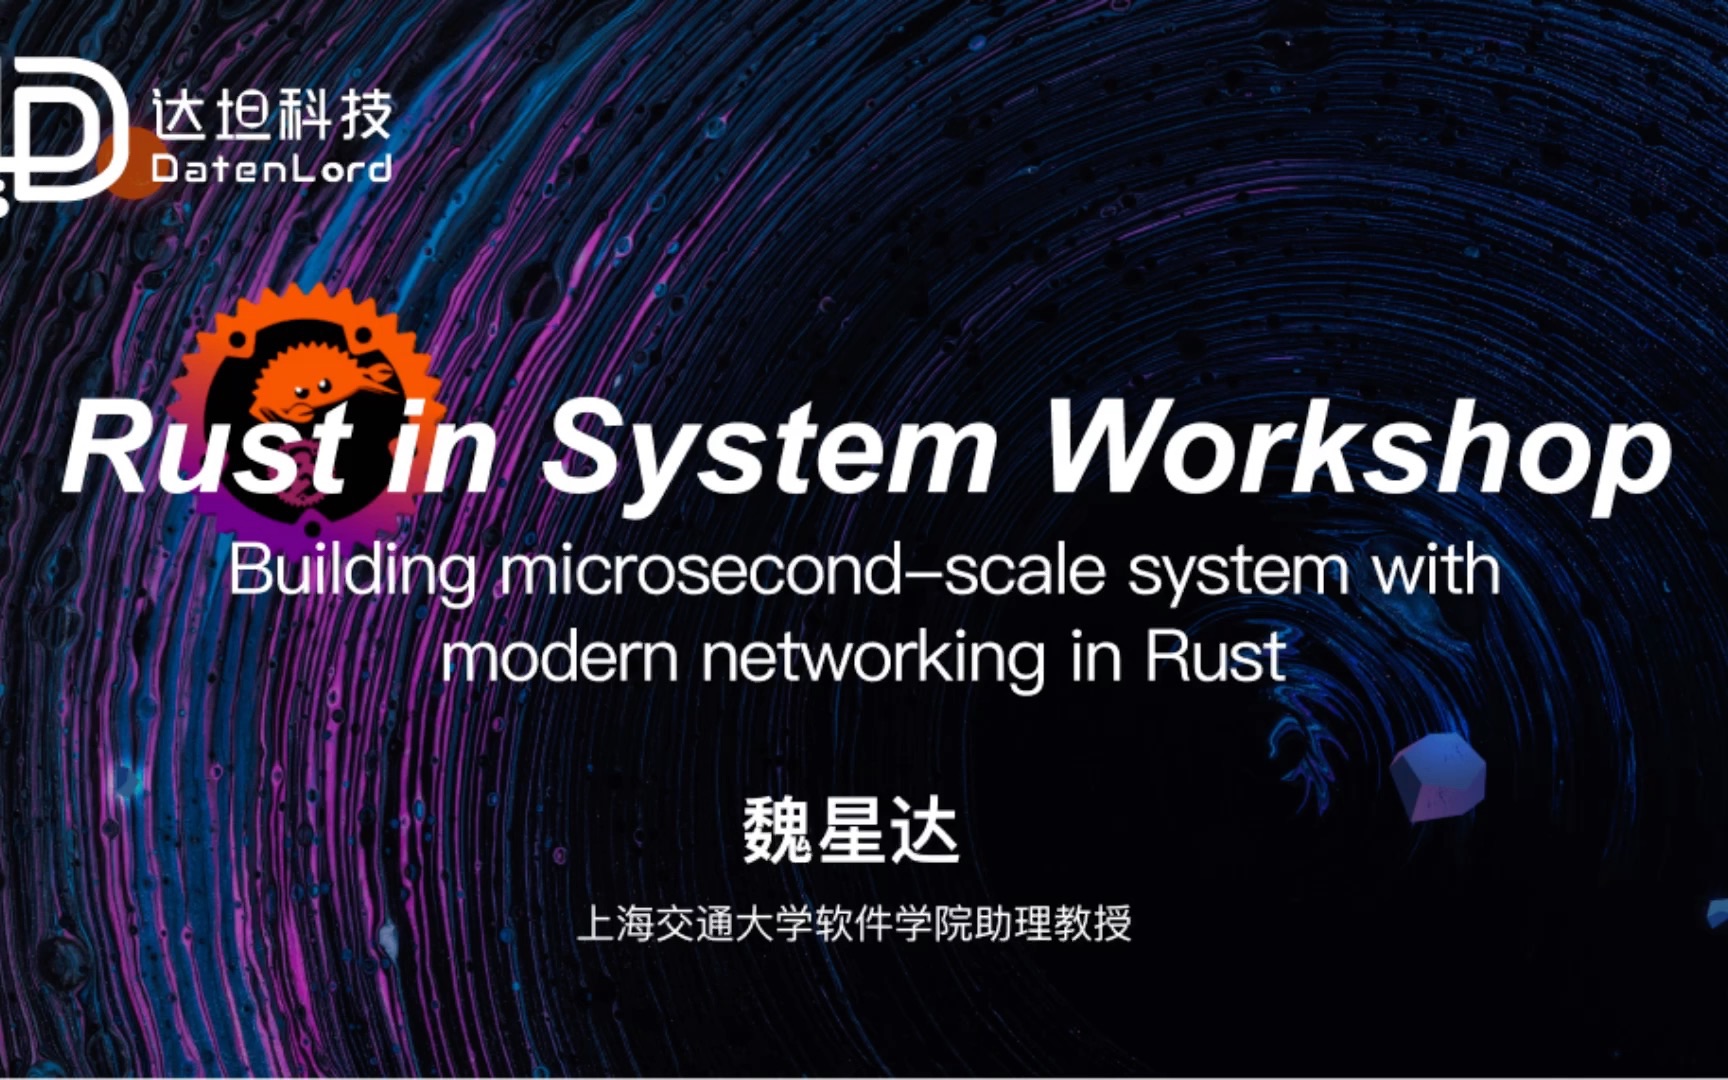 达坦科技
DatenLord
Rust in System Workshop
Building microsecond-scale system with
modern networking in Rust
魏星达
上海交通大学软件学院助理教授